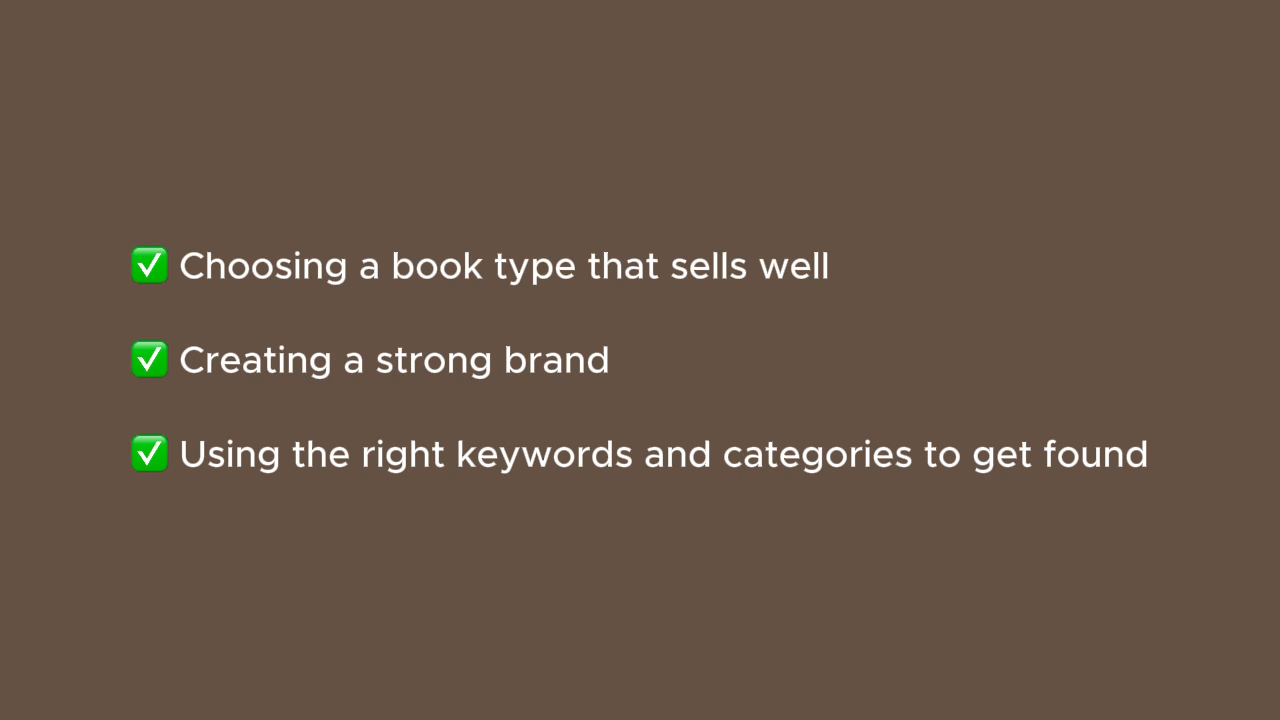 ✅ Choosing a book type that sells well
✅ Creating a strong brand
✅ Using the right keywords and categories to get found